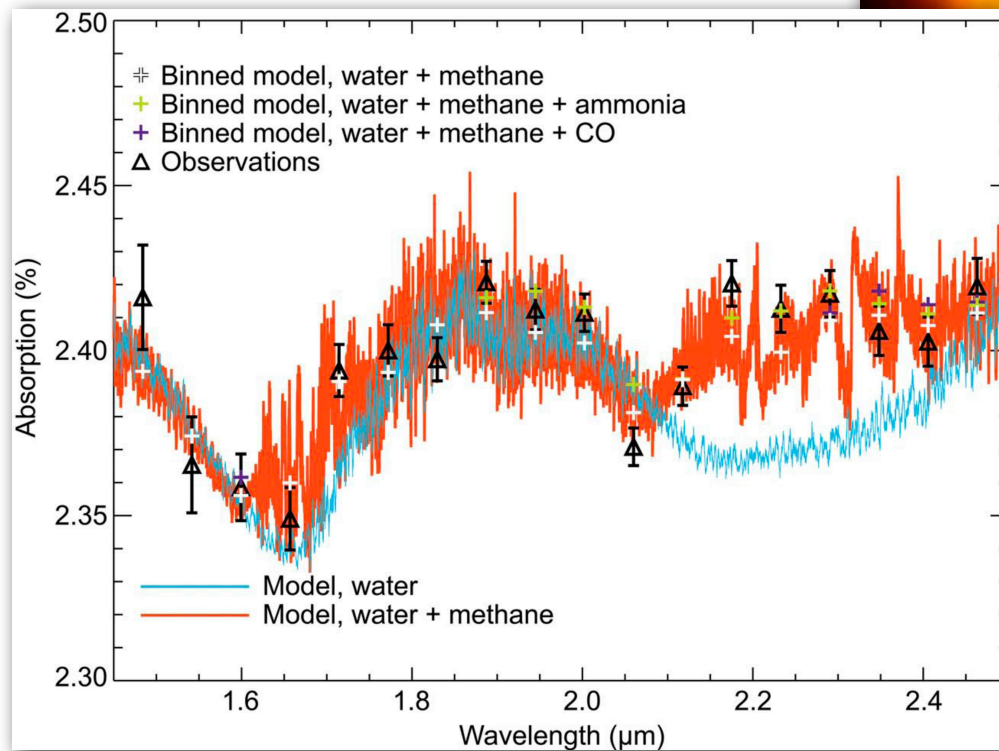 2.50
2.45
2.40
2.35
2.30
Absorption (%)
Binned model, water + methane
Binned model, water + methane + ammonia
Binned model, water + methane + CO
Observations
Model, water
Model, water + methane
1.6
1.8
2.0
2.2
2.4
Wavelength (µm)